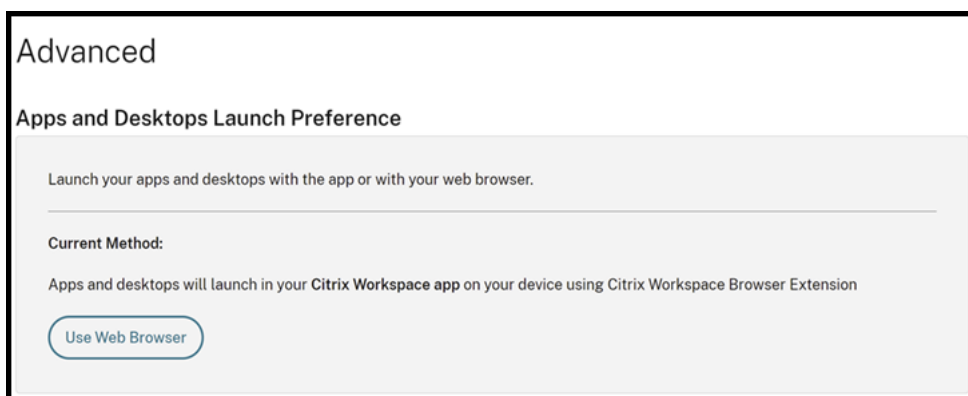 Advanced
Apps and Desktops Launch Preference
Launch your apps and desktops with the app or with your web browser.
Current Method:
Apps and desktops will launch in your Citrix Workspace app on your device using Citrix Workspace Browser Extension
Use Web Browser